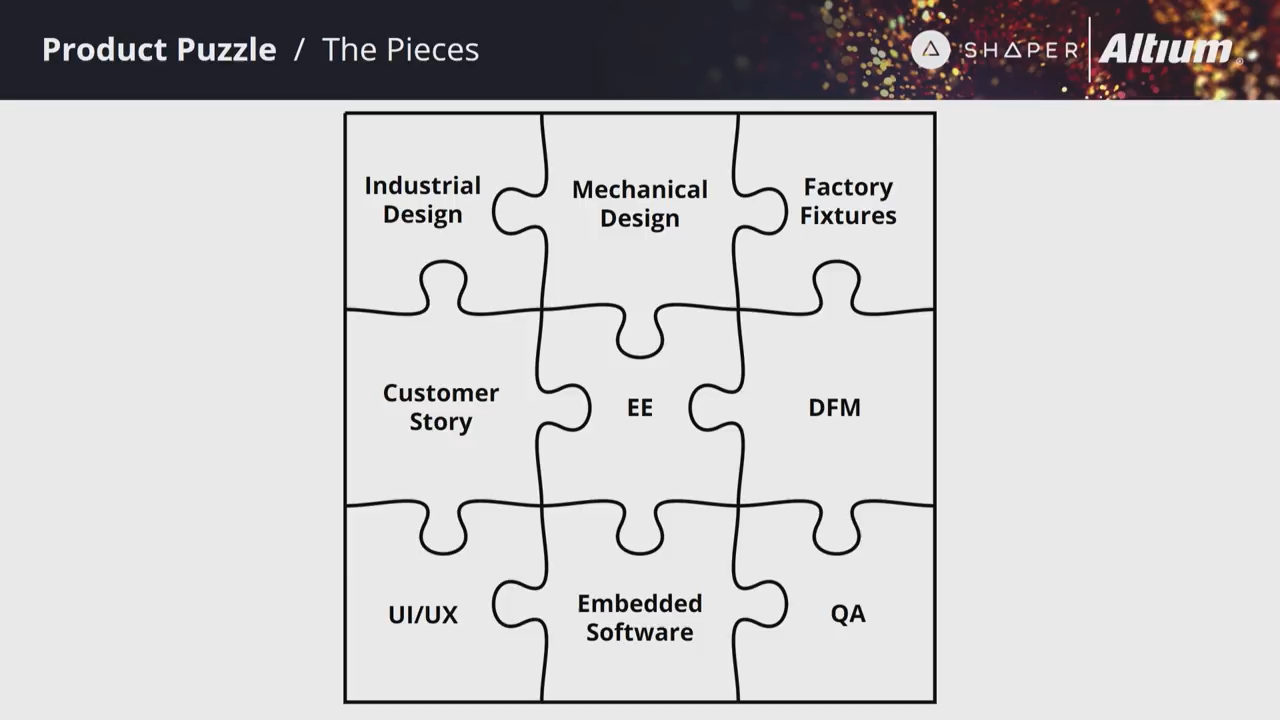 Product Puzzle / The Pieces
SHAPER
Altium®
Industrial
Design
Mechanical
Design
Factory
Fixtures
Customer
Story
EE
DFM
UI/UX
Embedded
Software
QA